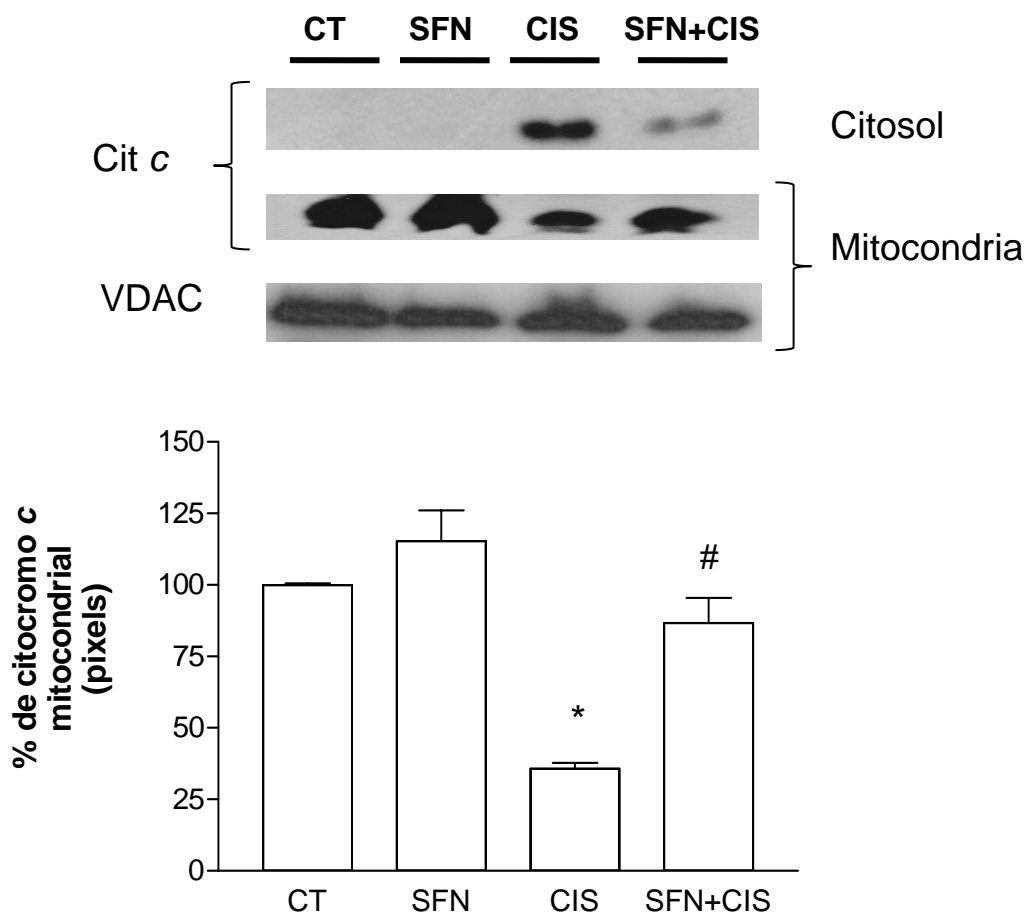 CT SFN CIS SFN+CIS
Cit c
Citosol
Mitocondria
VDAC
% de citocromo c
mitocondrial
(pixels)
150
125
100
75
50
25
0
#
*
CT SFN CIS SFN+CIS